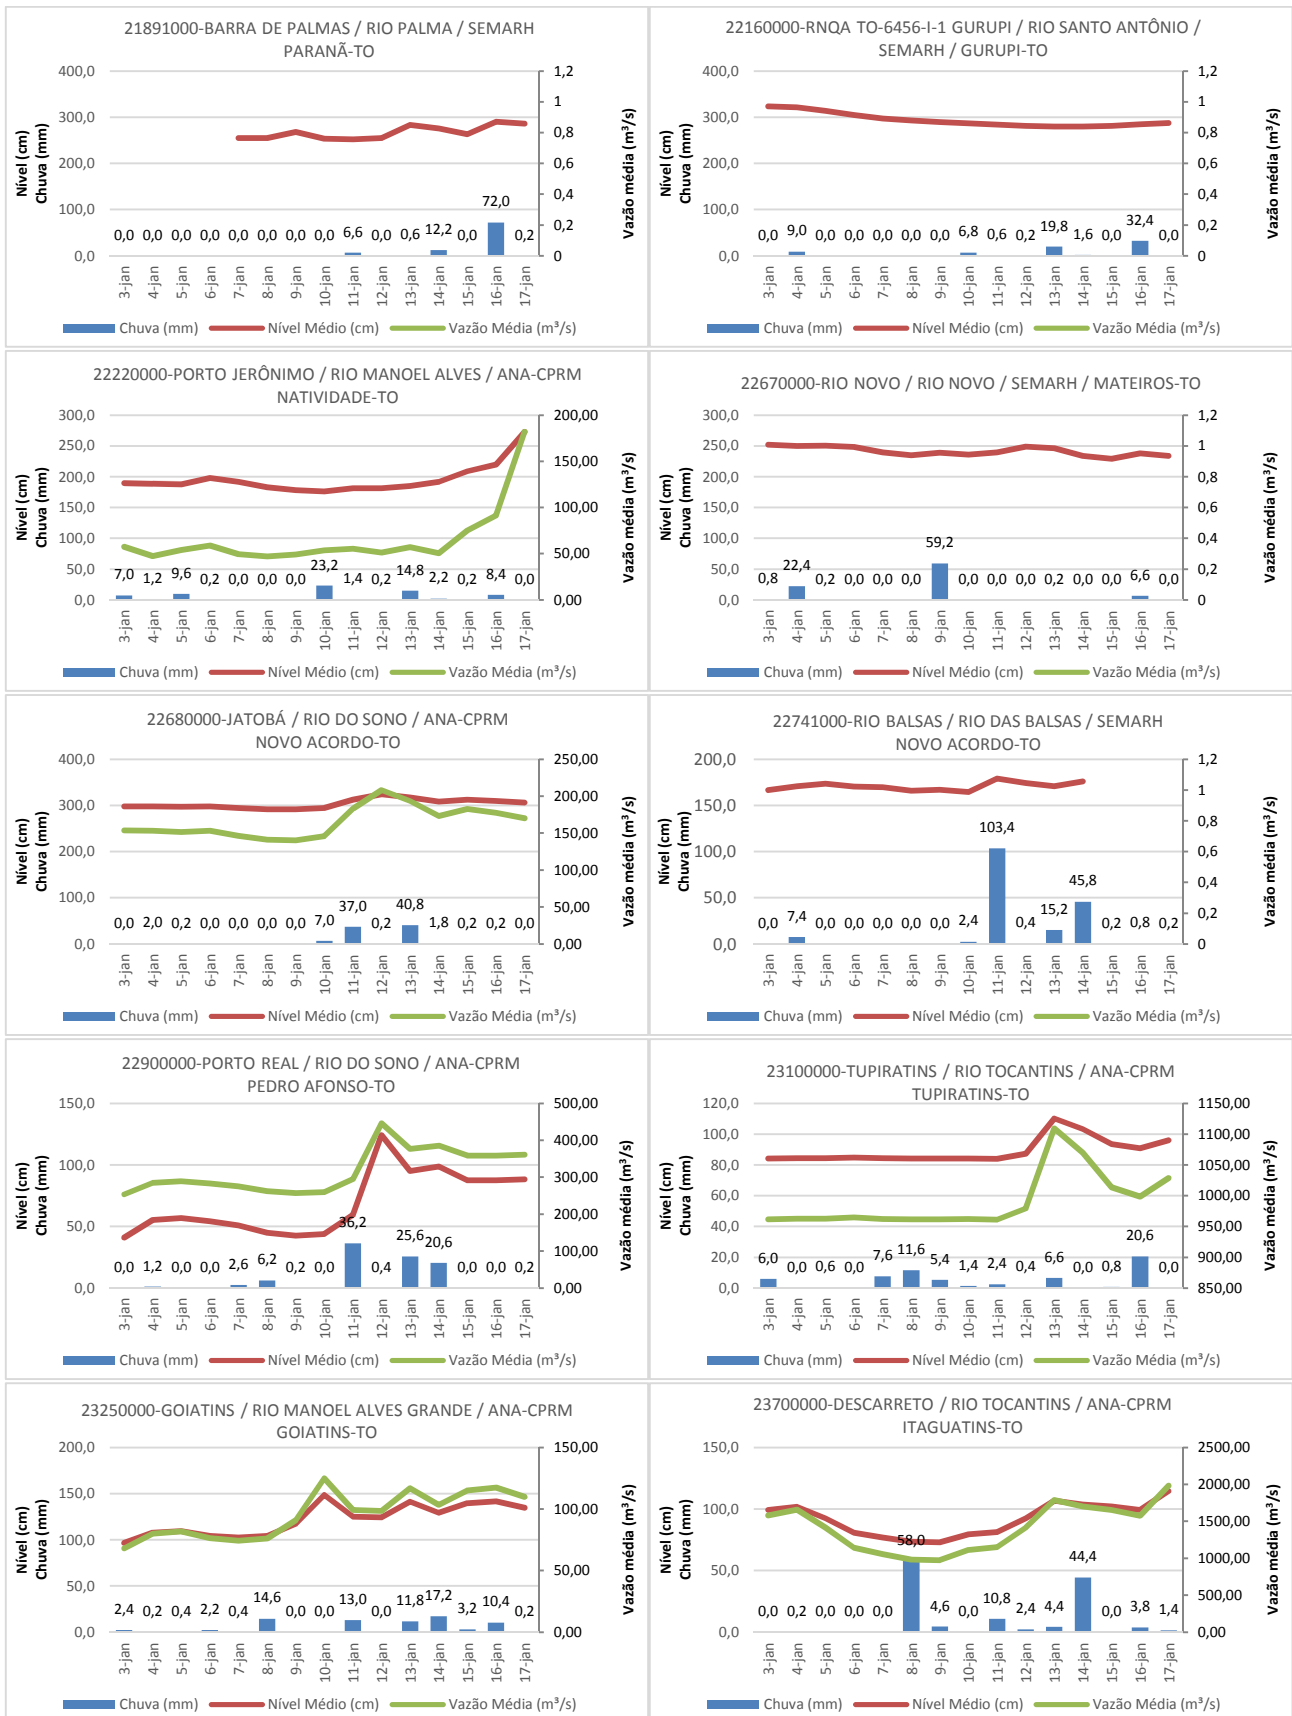 21891000-BARRA DE PALMAS / RIO PALMA / SEMARH
PARANÃ-TO
400,0
300,0
200,0
100,0
0,0
Nível (cm)
Chuva (mm)
1,2
1
0,8
0,6
0,4
0,2
0
Vazão média (m³/s)
0,0 0,0 0,0 0,0 0,0 0,0 0,0 0,0 6,6 0,0 0,6 12,2 0,0 72,0 0,2
3-jan 4-jan 5-jan 6-jan 7-jan 8-jan 9-jan 10-jan 11-jan 12-jan 13-jan 14-jan 15-jan 16-jan 17-jan
Chuva (mm) Nível Médio (cm) Vazão Média (m³/s)
22160000-RNQA TO-6456-I-1 GURUPI / RIO SANTO ANTÔNIO /
SEMARH / GURUPI-TO
400,0
300,0
200,0
100,0
0,0
Nível (cm)
Chuva (mm)
1,2
1
0,8
0,6
0,4
0,2
0
Vazão média (m³/s)
0,0 9,0 0,0 0,0 0,0 0,0 0,0 6,8 0,6 0,2 19,8 1,6 0,0 32,4 0,0
3-jan 4-jan 5-jan 6-jan 7-jan 8-jan 9-jan 10-jan 11-jan 12-jan 13-jan 14-jan 15-jan 16-jan 17-jan
Chuva (mm) Nível Médio (cm) Vazão Média (m³/s)
22220000-PORTO JERÔNIMO / RIO MANOEL ALVES / ANA-CPRM
NATIVIDADE-TO
300,0
250,0
200,0
150,0
100,0
50,0
0,0
Nível (cm)
Chuva (mm)
200,00
150,00
100,00
50,00
0,00
Vazão média (m³/s)
7,0 1,2 9,6 0,2 0,0 0,0 0,0 23,2 1,4 0,2 14,8 2,2 0,2 8,4 0,0
3-jan 4-jan 5-jan 6-jan 7-jan 8-jan 9-jan 10-jan 11-jan 12-jan 13-jan 14-jan 15-jan 16-jan 17-jan
Chuva (mm) Nível Médio (cm) Vazão Média (m³/s)
22670000-RIO NOVO / RIO NOVO / SEMARH / MATEIROS-TO
300,0
250,0
200,0
150,0
100,0
50,0
0,0
Nível (cm)
Chuva (mm)
1,2
1
0,8
0,6
0,4
0,2
0
Vazão média (m³/s)
0,8 22,4 0,2 0,0 0,0 0,0 59,2 0,0 0,0 0,0 0,2 0,0 0,0 6,6 0,0
3-jan 4-jan 5-jan 6-jan 7-jan 8-jan 9-jan 10-jan 11-jan 12-jan 13-jan 14-jan 15-jan 16-jan 17-jan
Chuva (mm) Nível Médio (cm) Vazão Média (m³/s)
22680000-JATOBÁ / RIO DO SONO / ANA-CPRM
NOVO ACORDO-TO
400,0
300,0
200,0
100,0
0,0
Nível (cm)
Chuva (mm)
250,00
200,00
150,00
100,00
50,00
0,00
Vazão média (m³/s)
0,0 2,0 0,2 0,0 0,0 0,0 0,0 7,0 37,0 0,2 40,8 1,8 0,2 0,2 0,0
3-jan 4-jan 5-jan 6-jan 7-jan 8-jan 9-jan 10-jan 11-jan 12-jan 13-jan 14-jan 15-jan 16-jan 17-jan
Chuva (mm) Nível Médio (cm) Vazão Média (m³/s)
22741000-RIO BALSAS / RIO DAS BALSAS / SEMARH
NOVO ACORDO-TO
200,0
150,0
100,0
50,0
0,0
Nível (cm)
Chuva (mm)
1,2
1
0,8
0,6
0,4
0,2
0
Vazão média (m³/s)
0,0 7,4 0,0 0,0 0,0 0,0 0,0 2,4 103,4 0,4 15,2 45,8 0,2 0,8 0,2
3-jan 4-jan 5-jan 6-jan 7-jan 8-jan 9-jan 10-jan 11-jan 12-jan 13-jan 14-jan 15-jan 16-jan 17-jan
Chuva (mm) Nível Médio (cm) Vazão Média (m³/s)
22900000-PORTO REAL / RIO DO SONO / ANA-CPRM
PEDRO AFONSO-TO
150,0
100,0
50,0
0,0
Nível (cm)
Chuva (mm)
500,00
400,00
300,00
200,00
100,00
0,00
Vazão média (m³/s)
0,0 1,2 0,0 0,0 2,6 6,2 0,2 0,0 36,2 0,4 25,6 20,6 0,0 0,0 0,2
3-jan 4-jan 5-jan 6-jan 7-jan 8-jan 9-jan 10-jan 11-jan 12-jan 13-jan 14-jan 15-jan 16-jan 17-jan
Chuva (mm) Nível Médio (cm) Vazão Média (m³/s)
23100000-TUPIRATINS / RIO TOCANTINS / ANA-CPRM
TUPIRATINS-TO
120,0
100,0
80,0
60,0
40,0
20,0
0,0
Nível (cm)
Chuva (mm)
1150,00
1100,00
1050,00
1000,00
950,00
900,00
850,00
Vazão média (m³/s)
6,0 0,0 0,6 0,0 7,6 11,6 5,4 1,4 2,4 0,4 6,6 0,0 0,8 20,6 0,0
3-jan 4-jan 5-jan 6-jan 7-jan 8-jan 9-jan 10-jan 11-jan 12-jan 13-jan 14-jan 15-jan 16-jan 17-jan
Chuva (mm) Nível Médio (cm) Vazão Média (m³/s)
23250000-GOIATINS / RIO MANOEL ALVES GRANDE / ANA-CPRM
GOIATINS-TO
200,0
150,0
100,0
50,0
0,0
Nível (cm)
Chuva (mm)
150,00
100,00
50,00
0,00
Vazão média (m³/s)
2,4 0,2 0,4 2,2 0,4 14,6 0,0 0,0 13,0 0,0 11,8 17,2 3,2 10,4 0,2
3-jan 4-jan 5-jan 6-jan 7-jan 8-jan 9-jan 10-jan 11-jan 12-jan 13-jan 14-jan 15-jan 16-jan 17-jan
Chuva (mm) Nível Médio (cm) Vazão Média (m³/s)
23700000-DESCARRETO / RIO TOCANTINS / ANA-CPRM
ITAGUATINS-TO
150,0
100,0
50,0
0,0
Nível (cm)
Chuva (mm)
2500,00
2000,00
1500,00
1000,00
500,00
0,00
Vazão média (m³/s)
0,0 0,2 0,0 0,0 0,0 58,0 4,6 0,0 10,8 2,4 4,4 44,4 0,0 3,8 1,4
3-jan 4-jan 5-jan 6-jan 7-jan 8-jan 9-jan 10-jan 11-jan 12-jan 13-jan 14-jan 15-jan 16-jan 17-jan
Chuva (mm) Nível Médio (cm) Vazão Média (m³/s)